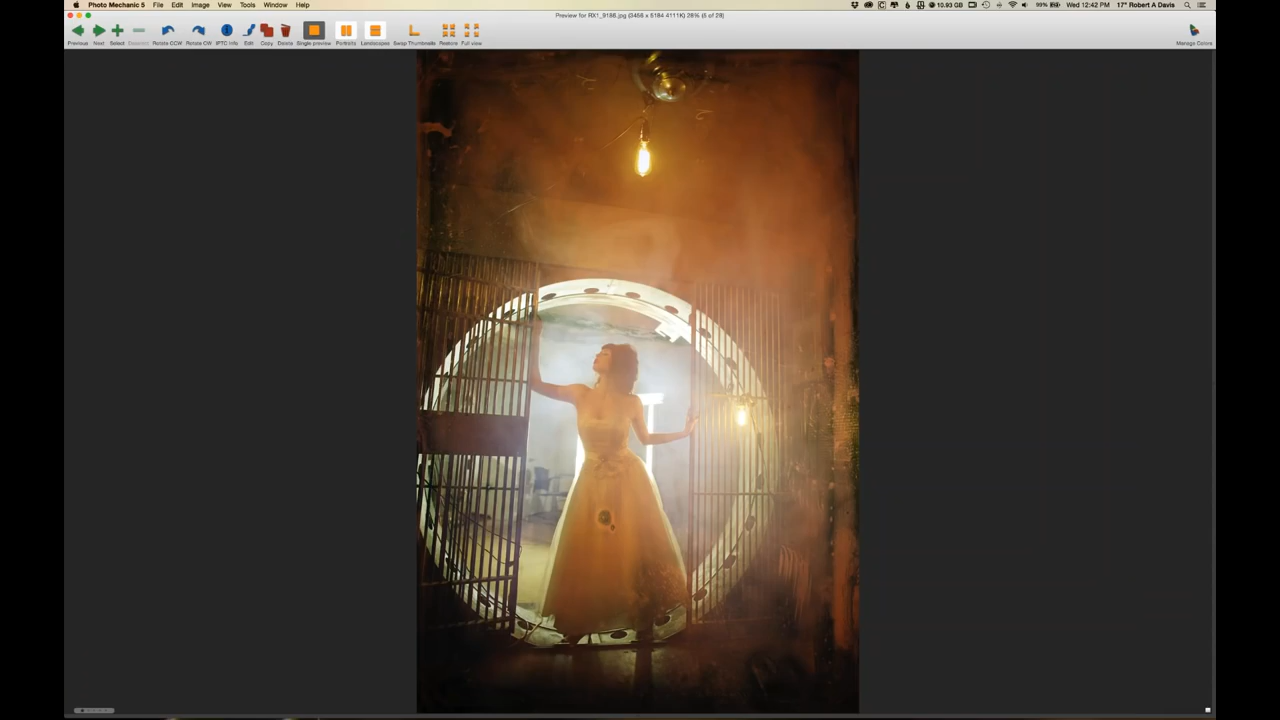 Photo Mechanic 5 File Edit Image View Tools Window Help 10.93 GB 99% Wed 12:42 PM 17" Robert A Davis
Preview for RX1_9188.jpg (3456 x 5184 4111K) 28% (5 of 28)
Previous Next Select Deselect Rotate CCW Rotate CW IPTC Info Edit Copy Delete Single preview Portraits Landscapes Swap Thumbnails Restore Full view Manage Colors